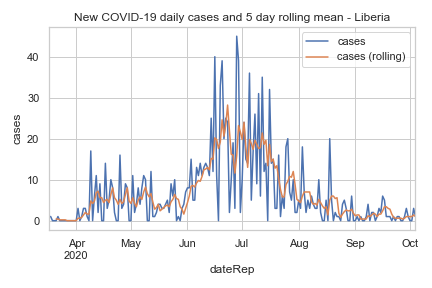 New COVID-19 daily cases and 5 day rolling mean - Liberia
cases
cases (rolling)
cases
40
30
20
10
0
Apr
2020
May
Jun
Jul
Aug
Sep
Oct
dateRep